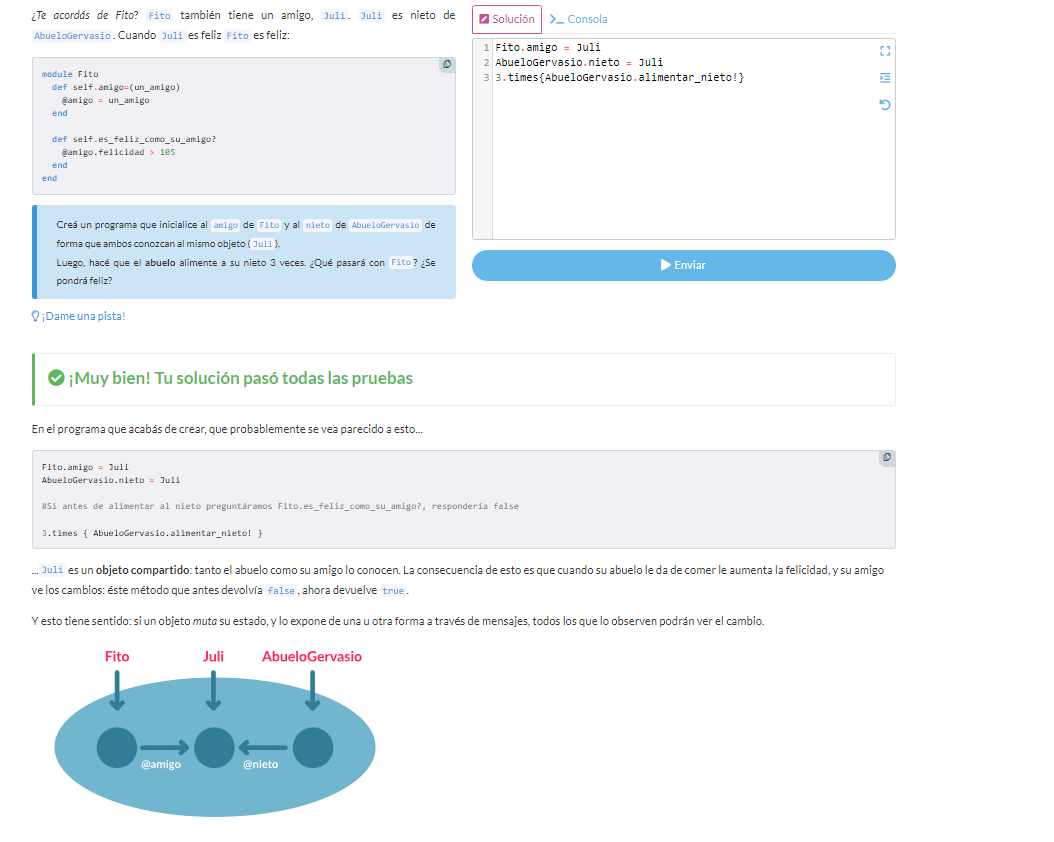 ¿Te acordás de Fito? Fito también tiene un amigo, Juli. Juli es nieto de
AbueloGervasio. Cuando Juli es feliz Fito es feliz:
module Fito
  def self.amigo=(un_amigo)
    @amigo = un_amigo
  end
  def self.es_feliz_como_su_amigo?
    @amigo.felicidad > 105
  end
end
Creá un programa que inicialice al amigo de Fito y al nieto de AbueloGervasio de
forma que ambos conozcan al mismo objeto (Juli).
Luego, hacé que el abuelo alimente a su nieto 3 veces. ¿Qué pasará con Fito? ¿Se
pondrá feliz?
¡Dame una pista!
Solución
>_ Consola
1 Fito.amigo = Juli
2 AbueloGervasio.nieto = Juli
3 3.times{AbueloGervasio.alimentar_nieto!}
Enviar
¡Muy bien! Tu solución pasó todas las pruebas
En el programa que acabás de crear, que probablemente se vea parecido a esto...
Fito.amigo = Juli
AbueloGervasio.nieto = Juli
#Si antes de alimentar al nieto preguntáramos Fito.es_feliz_como_su_amigo?, respondería false
3.times { AbueloGervasio.alimentar_nieto! }
... Juli es un objeto compartido: tanto el abuelo como su amigo lo conocen. La consecuencia de esto es que cuando su abuelo le da de comer le aumenta la felicidad, y su amigo
ve los cambios: éste método que antes devolvía false, ahora devuelve true.
Y esto tiene sentido: si un objeto muta su estado, y lo expone de una u otra forma a través de mensajes, todos los que lo observen podrán ver el cambio.
Fito Juli AbueloGervasio
@amigo @nieto